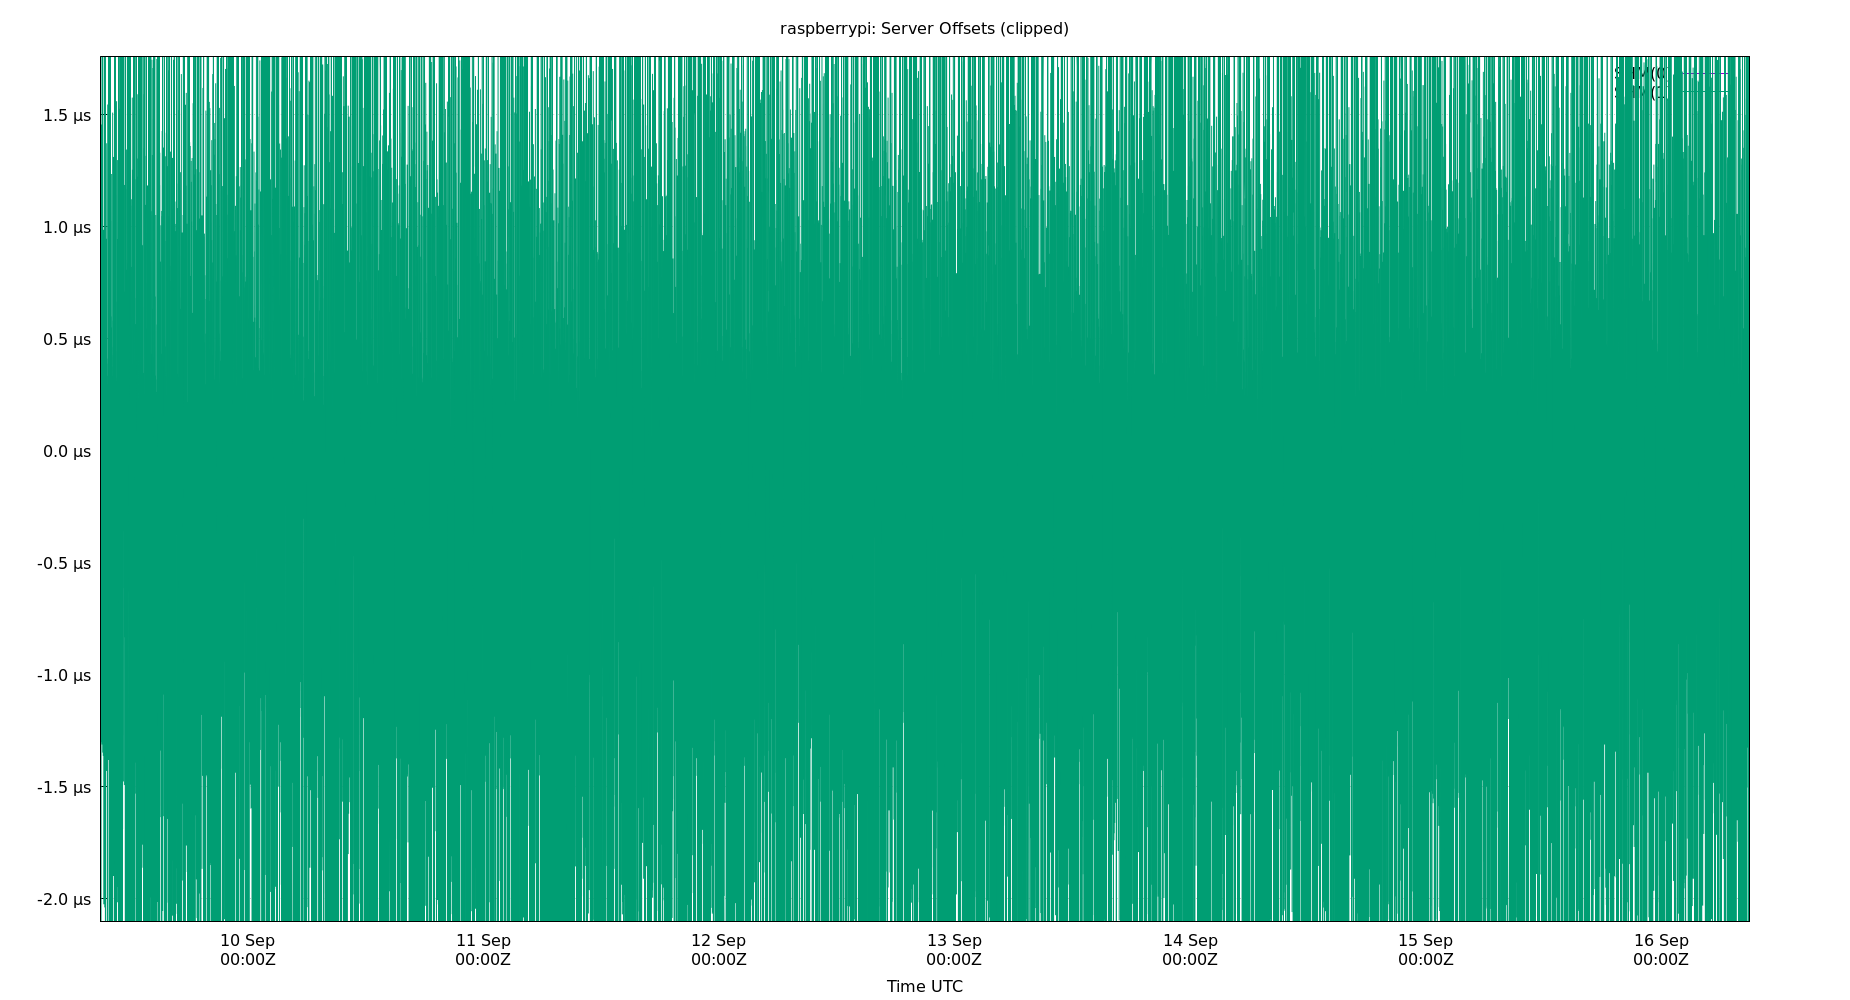 raspberrypi: Server Offsets (clipped)
1.5 µs
1.0 µs
0.5 µs
0.0 µs
-0.5 µs
-1.0 µs
-1.5 µs
-2.0 µs
10 Sep
00:00Z
11 Sep
00:00Z
12 Sep
00:00Z
13 Sep
00:00Z
14 Sep
00:00Z
15 Sep
00:00Z
16 Sep
00:00Z
Time UTC